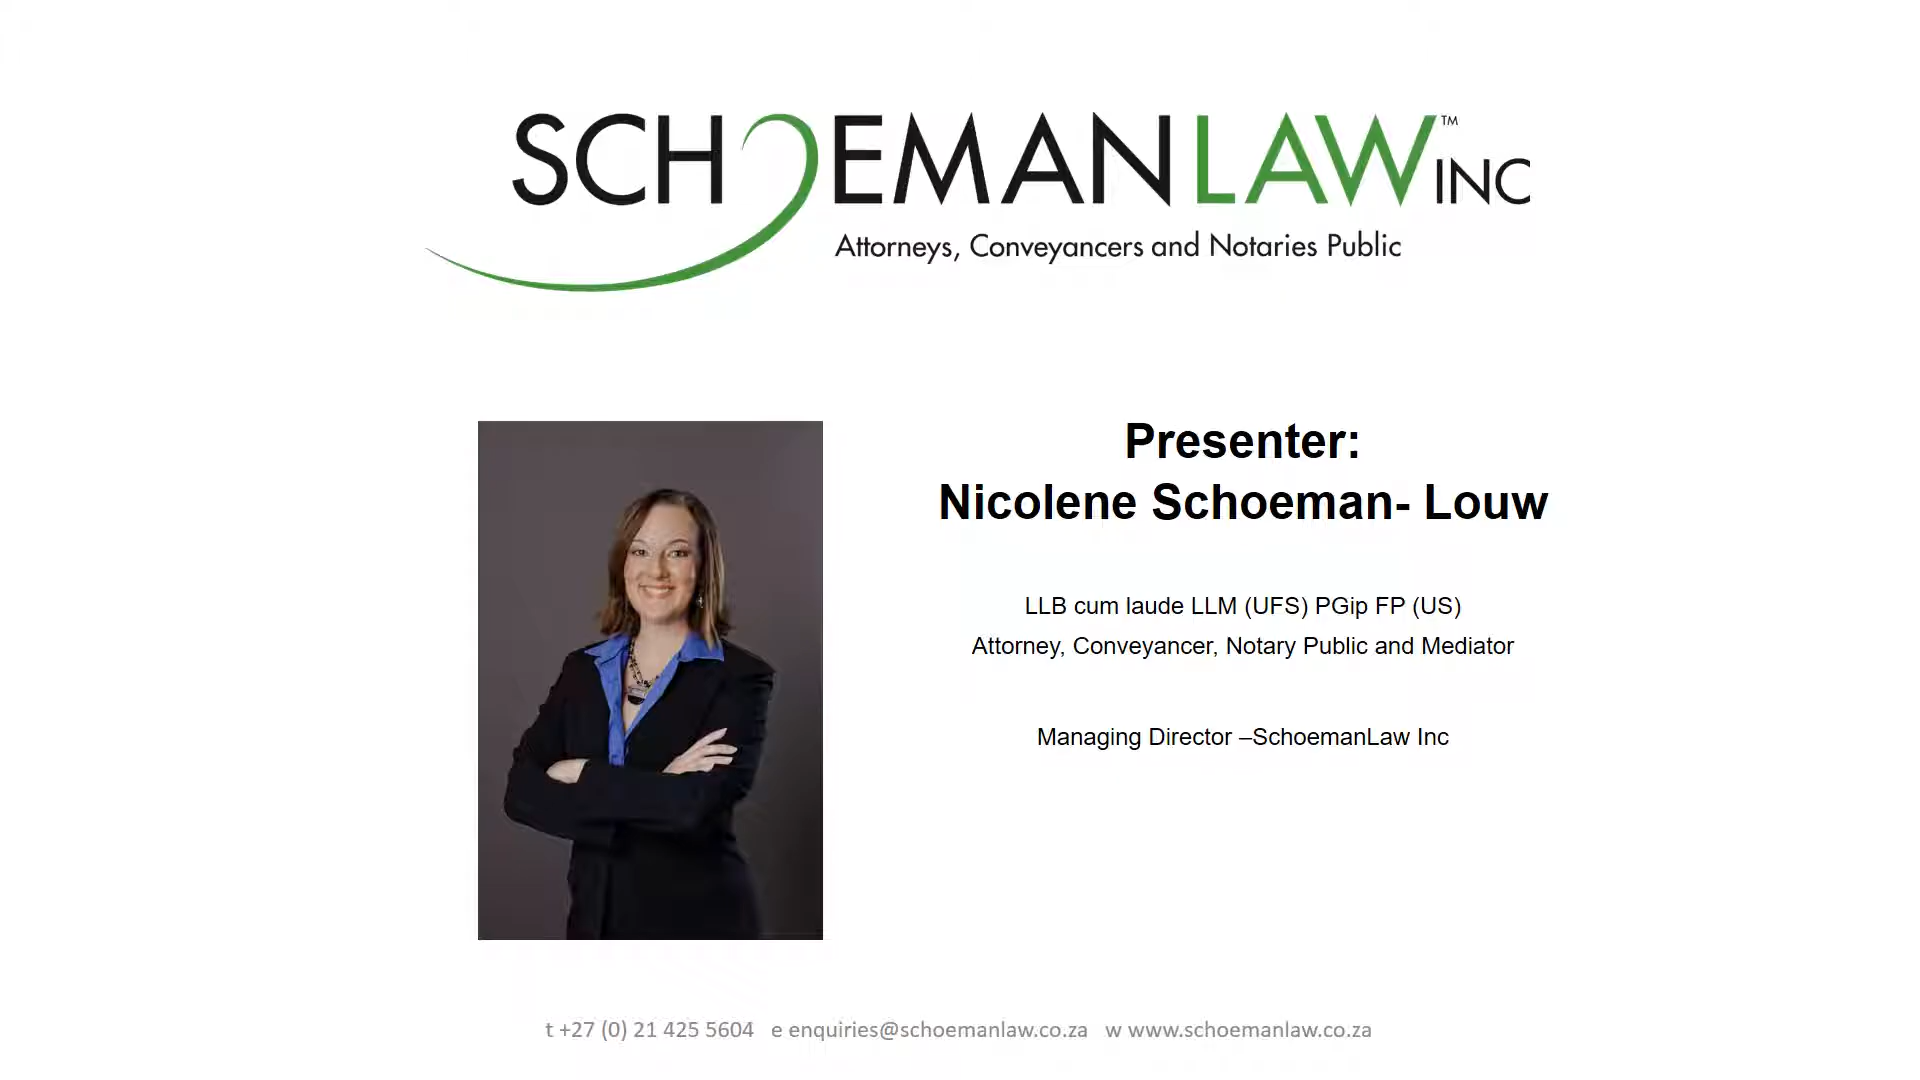 SCHOEMANLAW™ INC
Attorneys, Conveyancers and Notaries Public
Presenter:
Nicolene Schoeman- Louw
LLB cum laude LLM (UFS) PGip FP (US)
Attorney, Conveyancer, Notary Public and Mediator
Managing Director –SchoemanLaw Inc
t +27 (0) 21 425 5604 e enquiries@schoemanlaw.co.za w www.schoemanlaw.co.za